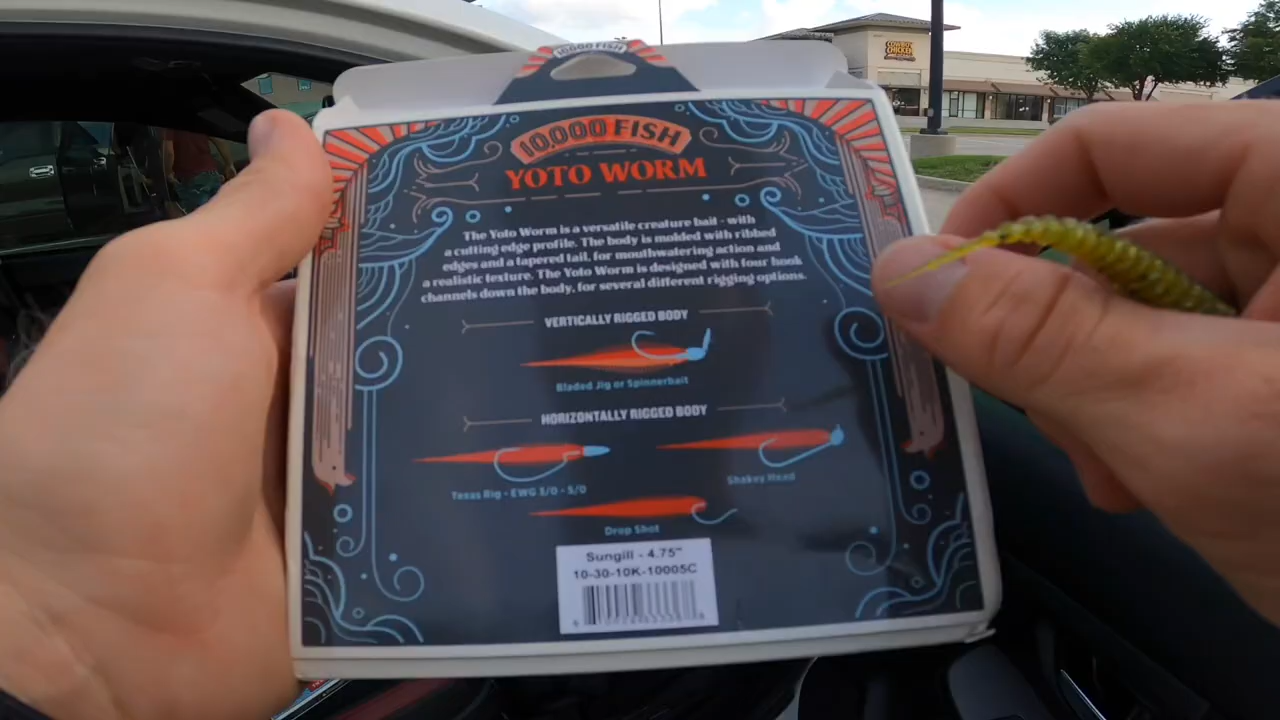 COWBOY
CHICKEN
10,000 FISH
10,000 FISH
YOTO WORM
The Yoto Worm is a versatile creature bait - with
a cutting edge profile. The body is molded with ribbed
edges and a tapered tail, for mouthwatering action and
a realistic texture. The Yoto Worm is designed with four hook
channels down the body, for several different rigging options.
VERTICALLY RIGGED BODY
Bladed Jig or Spinnerbait
HORIZONTALLY RIGGED BODY
Texas Rig - EWG 3/0 - 5/0
Shakey Head
Drop Shot
Sungill - 4.75"
10-30-10K-10005C